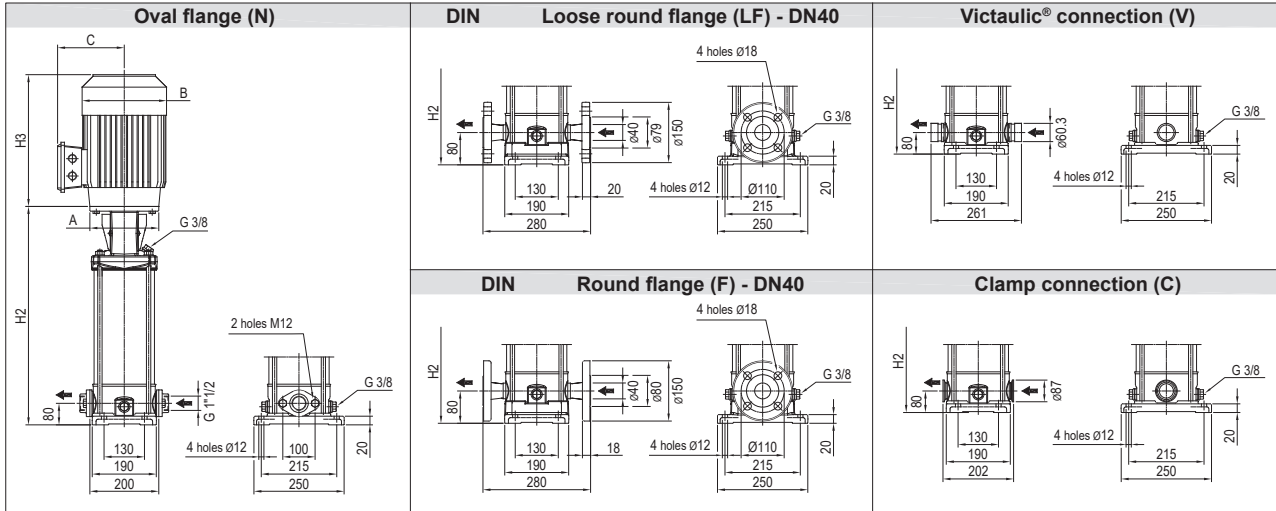 Oval flange (N)
C
B
H3
A
G 3/8
H2
2 holes M12
G 1"1/2
G 3/8
80
20
130
4 holes Ø12
100
190
215
200
250
DIN Loose round flange (LF) - DN40
4 holes Ø18
H2
G 3/8
80
ø40
ø79
ø150
20
130
20
4 holes Ø12
Ø110
190
215
280
250
DIN Round flange (F) - DN40
4 holes Ø18
H2
G 3/8
80
ø40
ø80
ø150
20
130
18
4 holes Ø12
Ø110
190
215
280
250
Victaulic® connection (V)
H2
G 3/8
80
ø60.3
20
130
4 holes Ø12
190
215
261
250
Clamp connection (C)
H2
G 3/8
80
ø87
20
130
4 holes Ø12
190
215
202
250